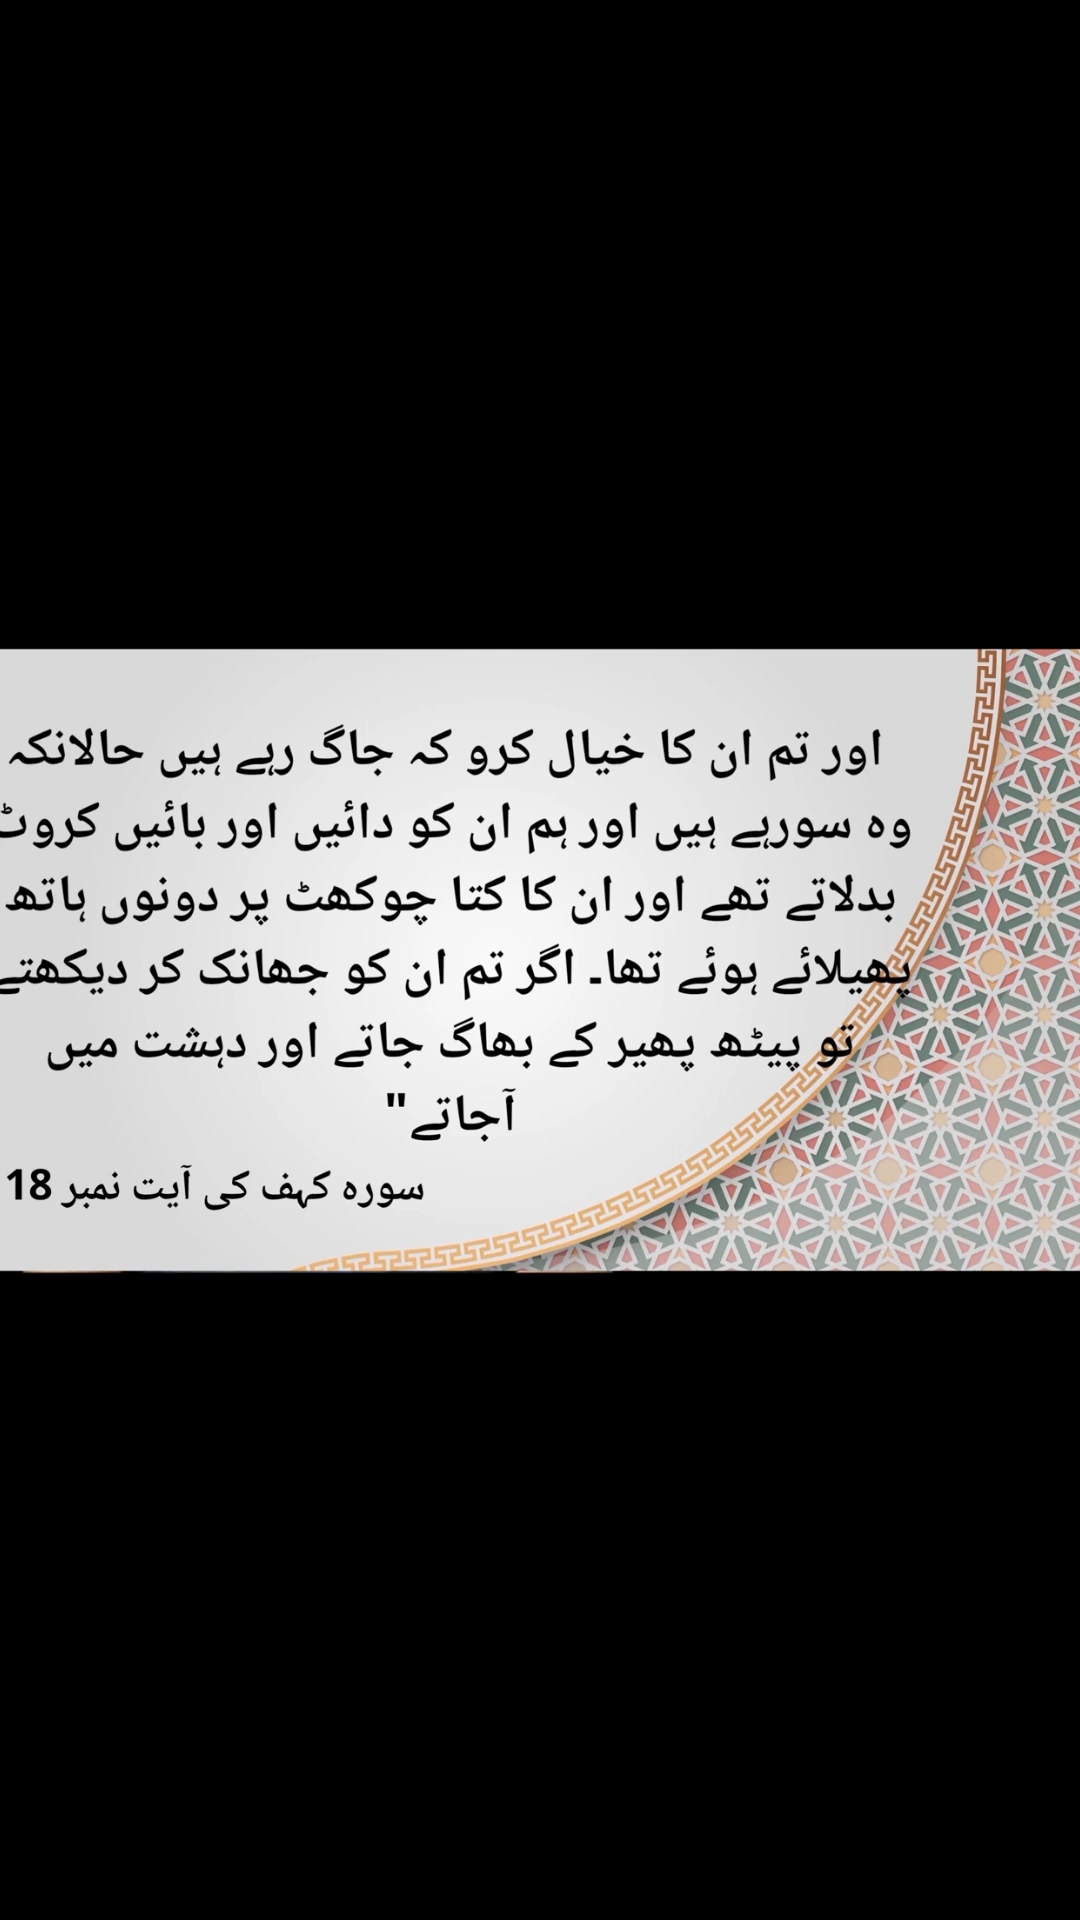 اور تم ان کا خیال کرو کہ جاگ رہے ہیں حالانکہ
وہ سورہے ہیں اور ہم ان کو دائیں اور بائیں کروٹ
بدلاتے تھے اور ان کا کتا چوکھٹ پر دونوں ہاتھ
پھیلائے ہوئے تھا۔ اگر تم ان کو جھانک کر دیکھتے
تو پیٹھ پھیر کے بھاگ جاتے اور دہشت میں
آجاتے"
سورہ کہف کی آیت نمبر 18